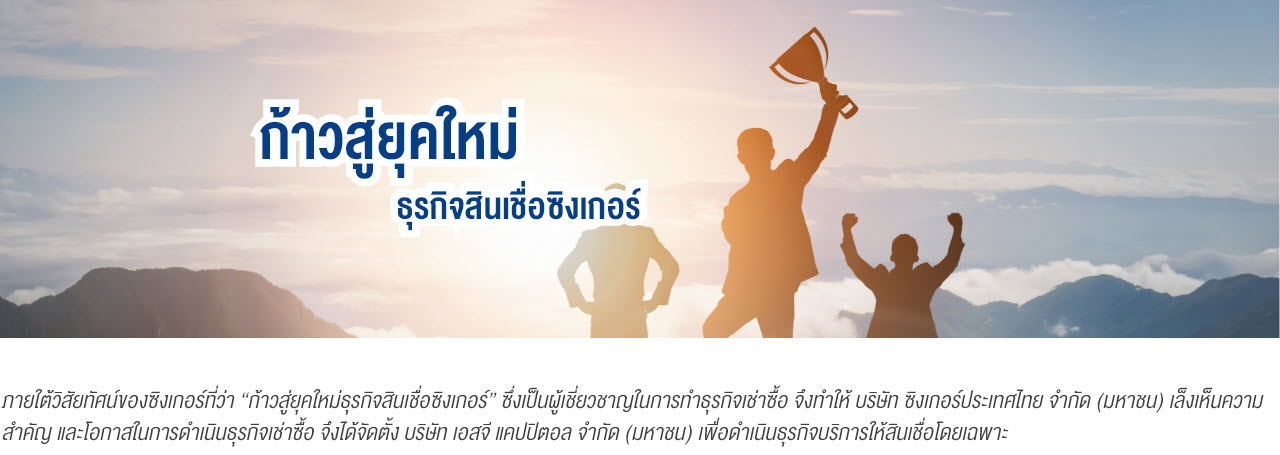 ก้าวสู่ยุคใหม่
ธุรกิจสินเชื่อซิงเกอร์
ภายใต้วิสัยทัศน์ของซิงเกอร์ที่ว่า “ก้าวสู่ยุคใหม่ธุรกิจสินเชื่อซิงเกอร์” ซึ่งเป็นผู้เชี่ยวชาญในการทำธุรกิจเช่าซื้อ จึงทำให้ บริษัท ซิงเกอร์ประเทศไทย จำกัด (มหาชน) เล็งเห็นความ
สำคัญ และโอกาสในการดำเนินธุรกิจเช่าซื้อ จึงได้จัดตั้ง บริษัท เอสจี แคปปิตอล จำกัด (มหาชน) เพื่อดำเนินธุรกิจบริการให้สินเชื่อโดยเฉพาะ